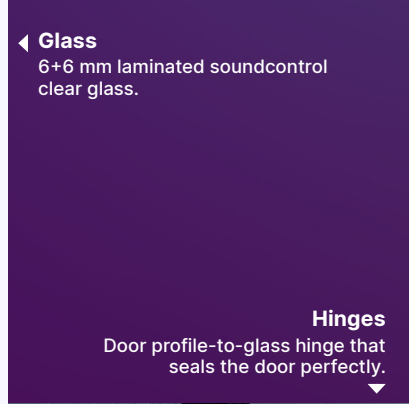 Glass
6+6 mm laminated soundcontrol
clear glass.
Hinges
Door profile-to-glass hinge that
seals the door perfectly.